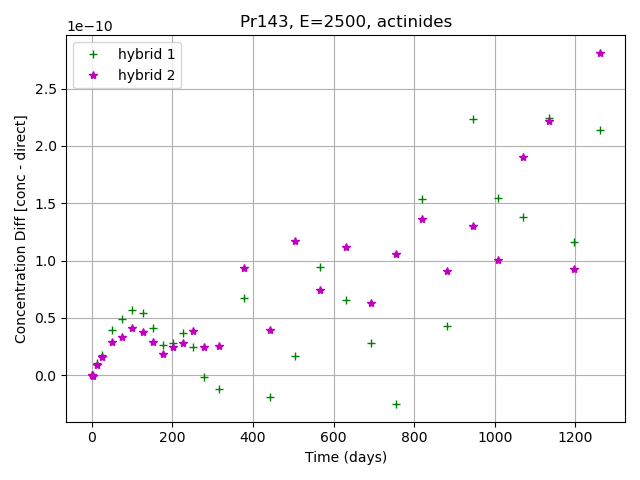 Pr143, E=2500, actinides
1e−10
hybrid 1
hybrid 2
2.5
2.0
1.5
1.0
0.5
0.0
Concentration Diff [conc - direct]
0 200 400 600 800 1000 1200
Time (days)